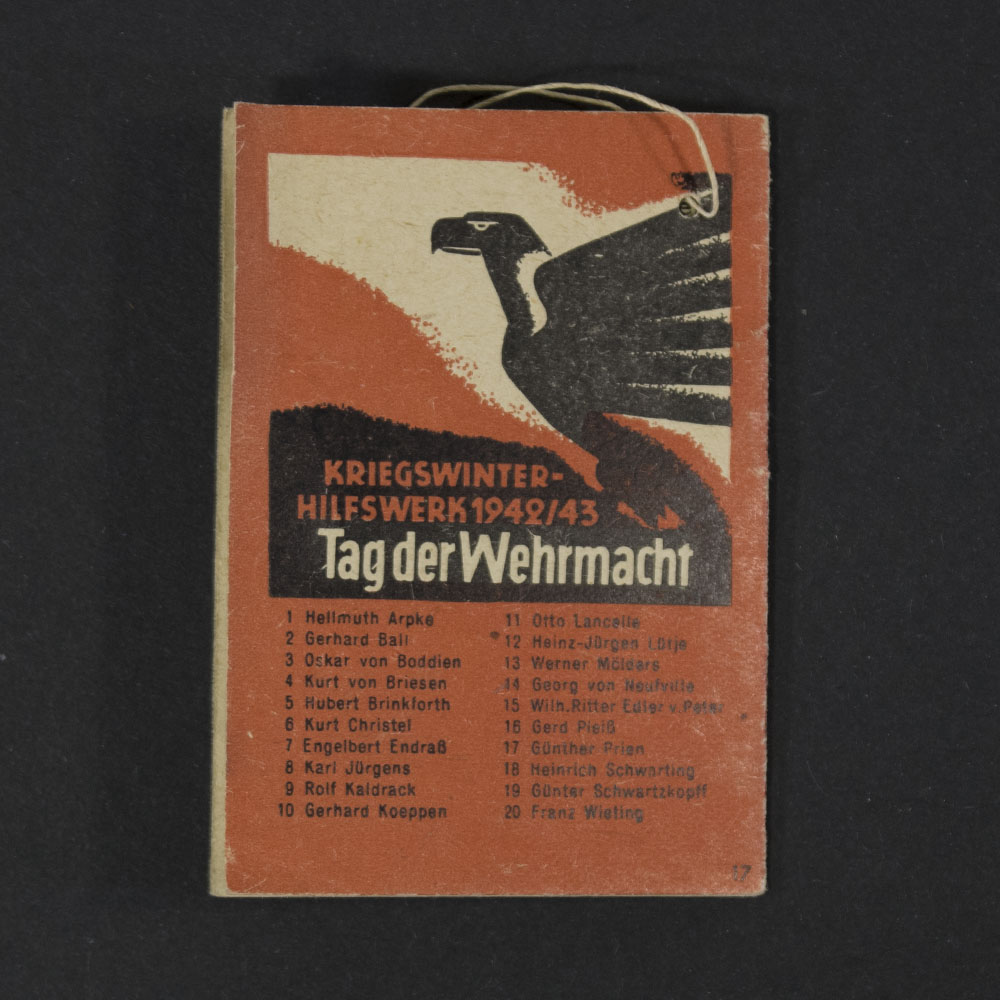 KRIEGSWINTER-
HILFSWERK 1942/43
Tag der Wehrmacht
1 Hellmuth Arpke
2 Gerhard Ball
3 Oskar von Boddien
4 Kurt von Briesen
5 Hubert Brinkforth
6 Kurt Christel
7 Engelbert Endraß
8 Karl Jürgens
9 Rolf Kaldrack
10 Gerhard Koeppen
11 Otto Lancelle
12 Heinz-Jürgen Lütje
13 Werner Mölders
14 Georg von Neufville
15 Wilh. Ritter Edler v. Peter
16 Gerd Pleiß
17 Günther Prien
18 Heinrich Schwarting
19 Günter Schwartzkopff
20 Franz Wieting
17